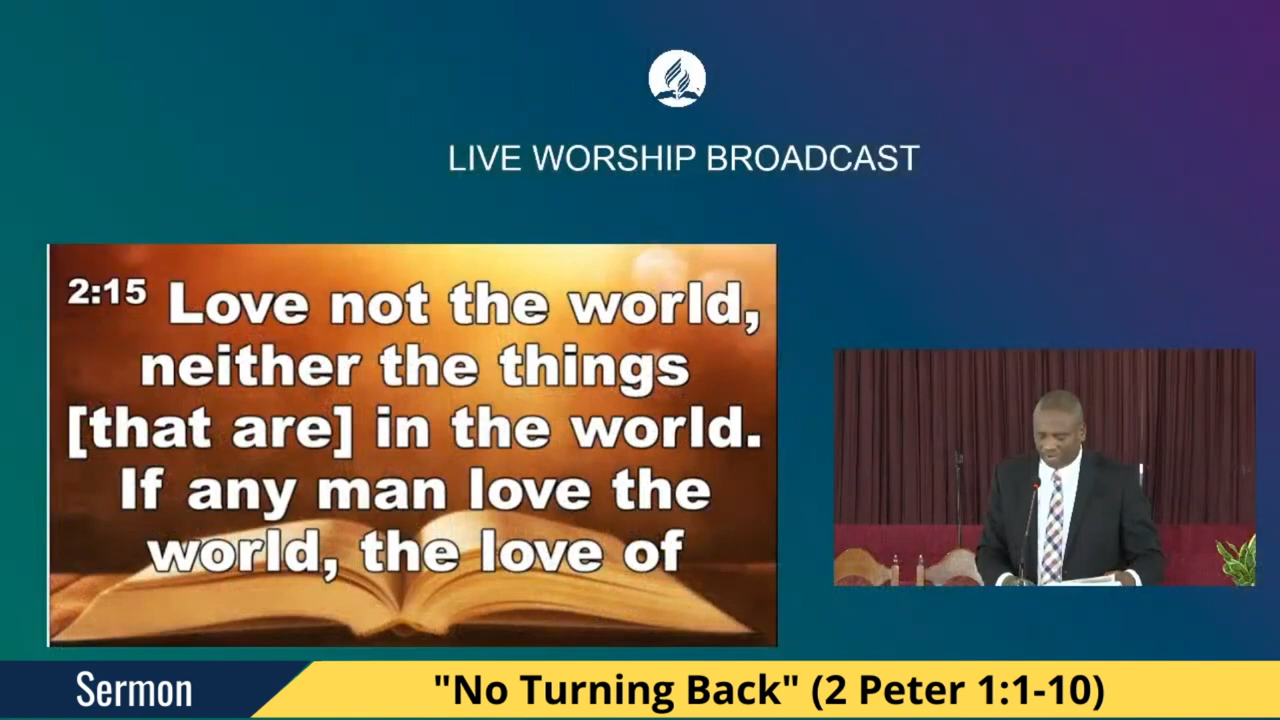 LIVE WORSHIP BROADCAST
2:15 Love not the world,
neither the things
[that are] in the world.
If any man love the
world, the love of
Sermon
"No Turning Back" (2 Peter 1:1-10)